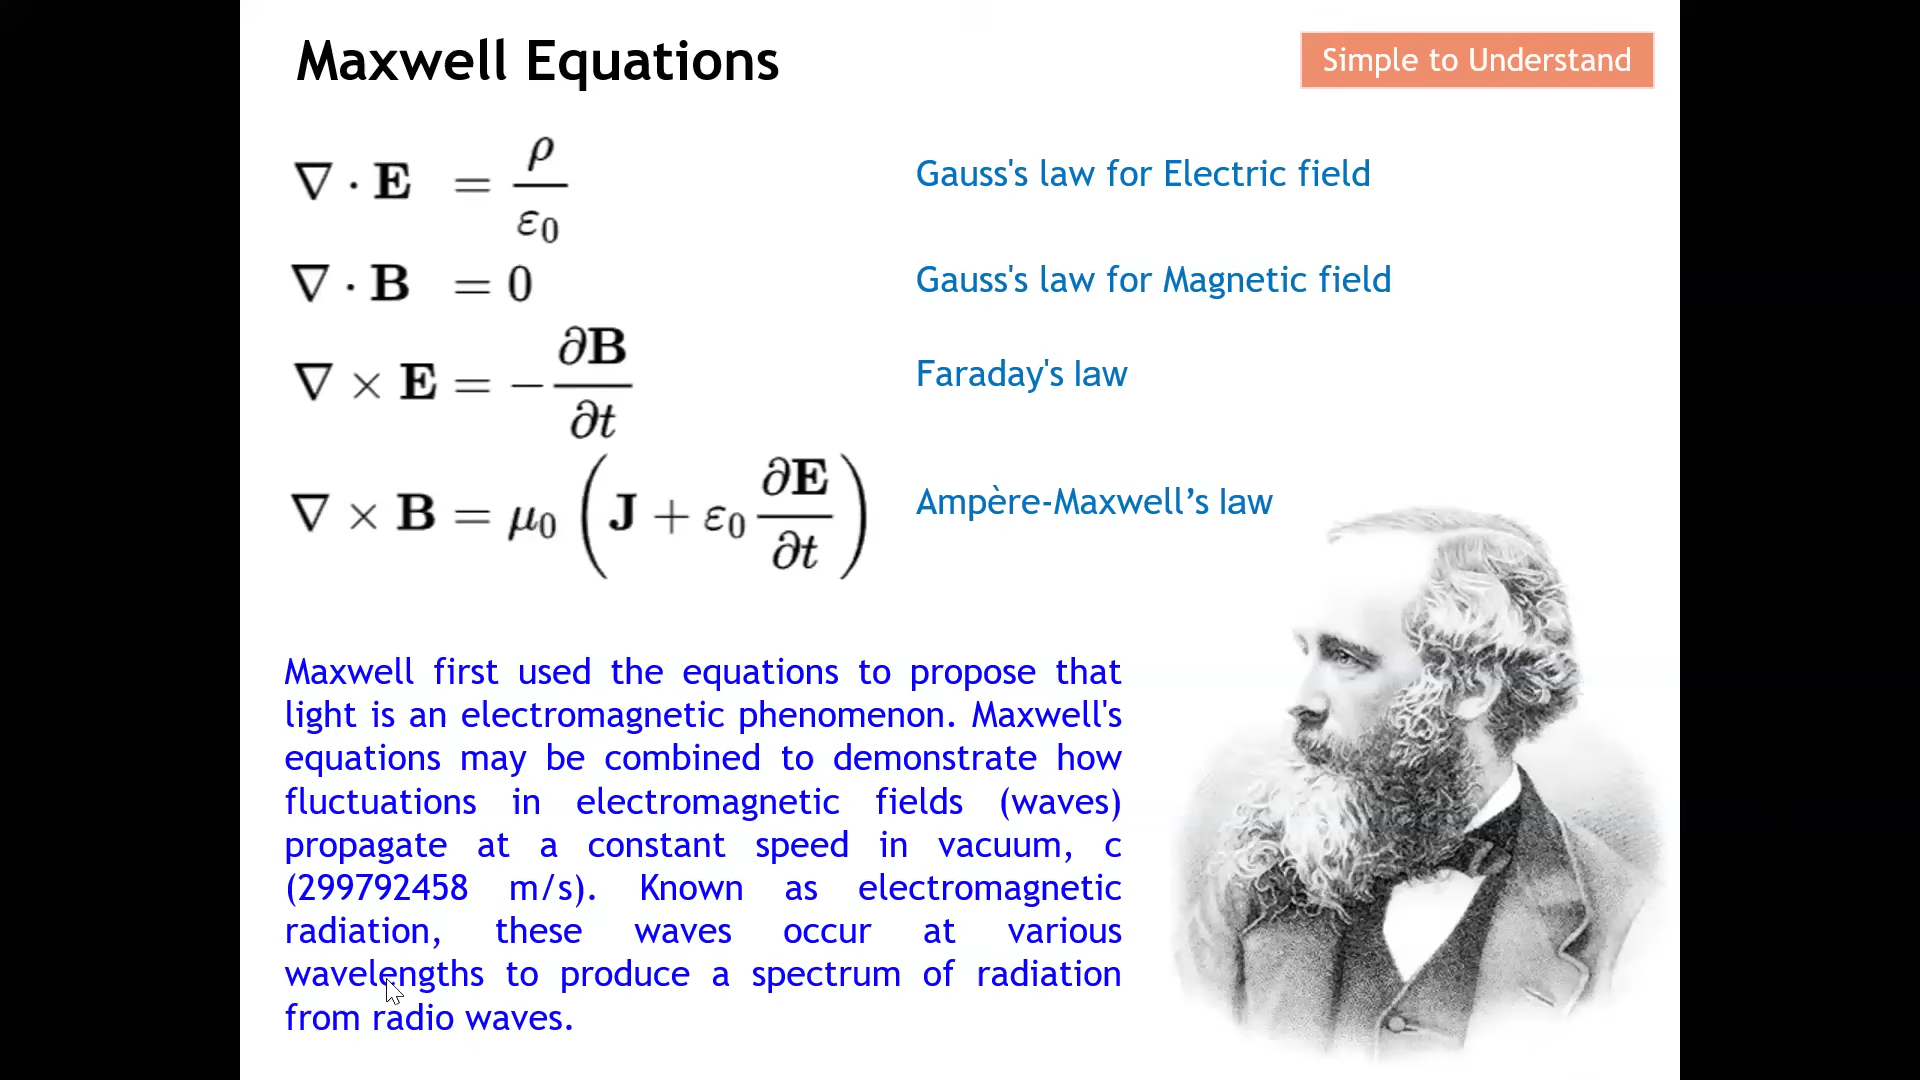 Maxwell Equations
Simple to Understand
∇ · E = ρ/ε₀
Gauss's law for Electric field
∇ · B = 0
Gauss's law for Magnetic field
∇ × E = −∂B/∂t
Faraday's law
∇ × B = μ₀ (J + ε₀ ∂E/∂t)
Ampère-Maxwell’s law
Maxwell first used the equations to propose that
light is an electromagnetic phenomenon. Maxwell's
equations may be combined to demonstrate how
fluctuations in electromagnetic fields (waves)
propagate at a constant speed in vacuum, c
(299792458 m/s). Known as electromagnetic
radiation, these waves occur at various
wavelengths to produce a spectrum of radiation
from radio waves.